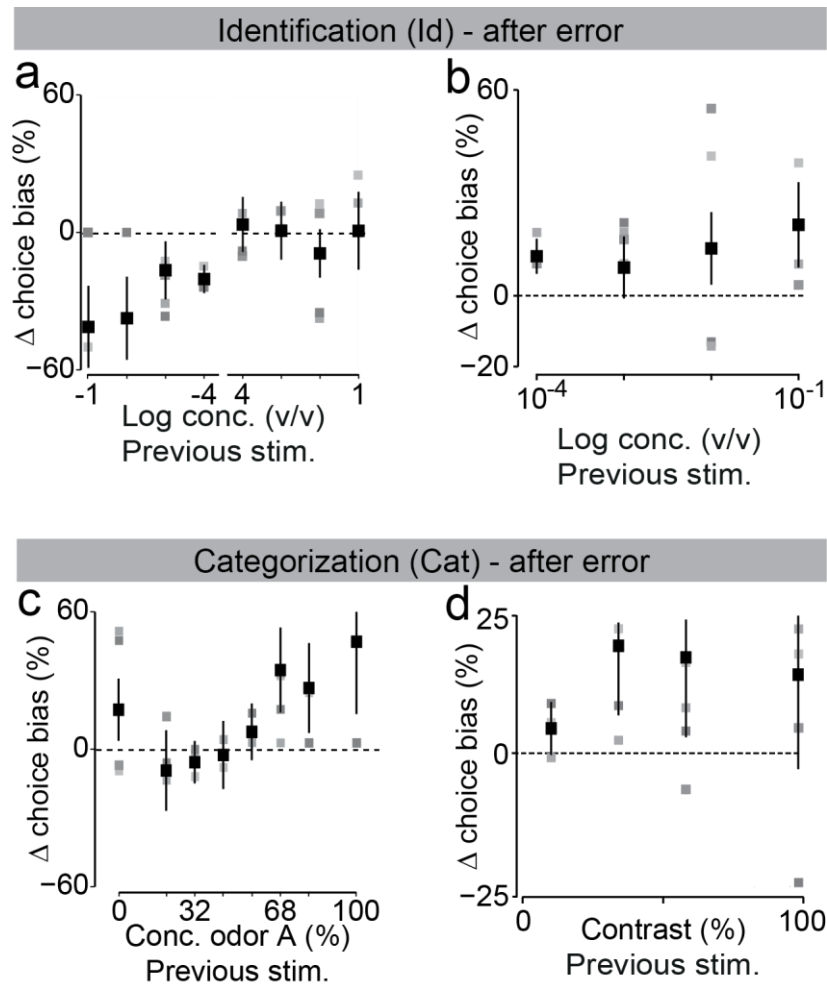 Identification (Id) - after error
a
60
0
−60
Δ choice bias (%)
-1
-4
4
1
Log conc. (v/v)
Previous stim.
b
60
0
−20
Δ choice bias (%)
10-4
10-1
Log conc. (v/v)
Previous stim.
Categorization (Cat) - after error
c
60
0
−60
Δ choice bias (%)
0
32
68
100
Conc. odor A (%)
Previous stim.
d
25
0
−25
Δ choice bias (%)
0
100
Contrast (%)
Previous stim.